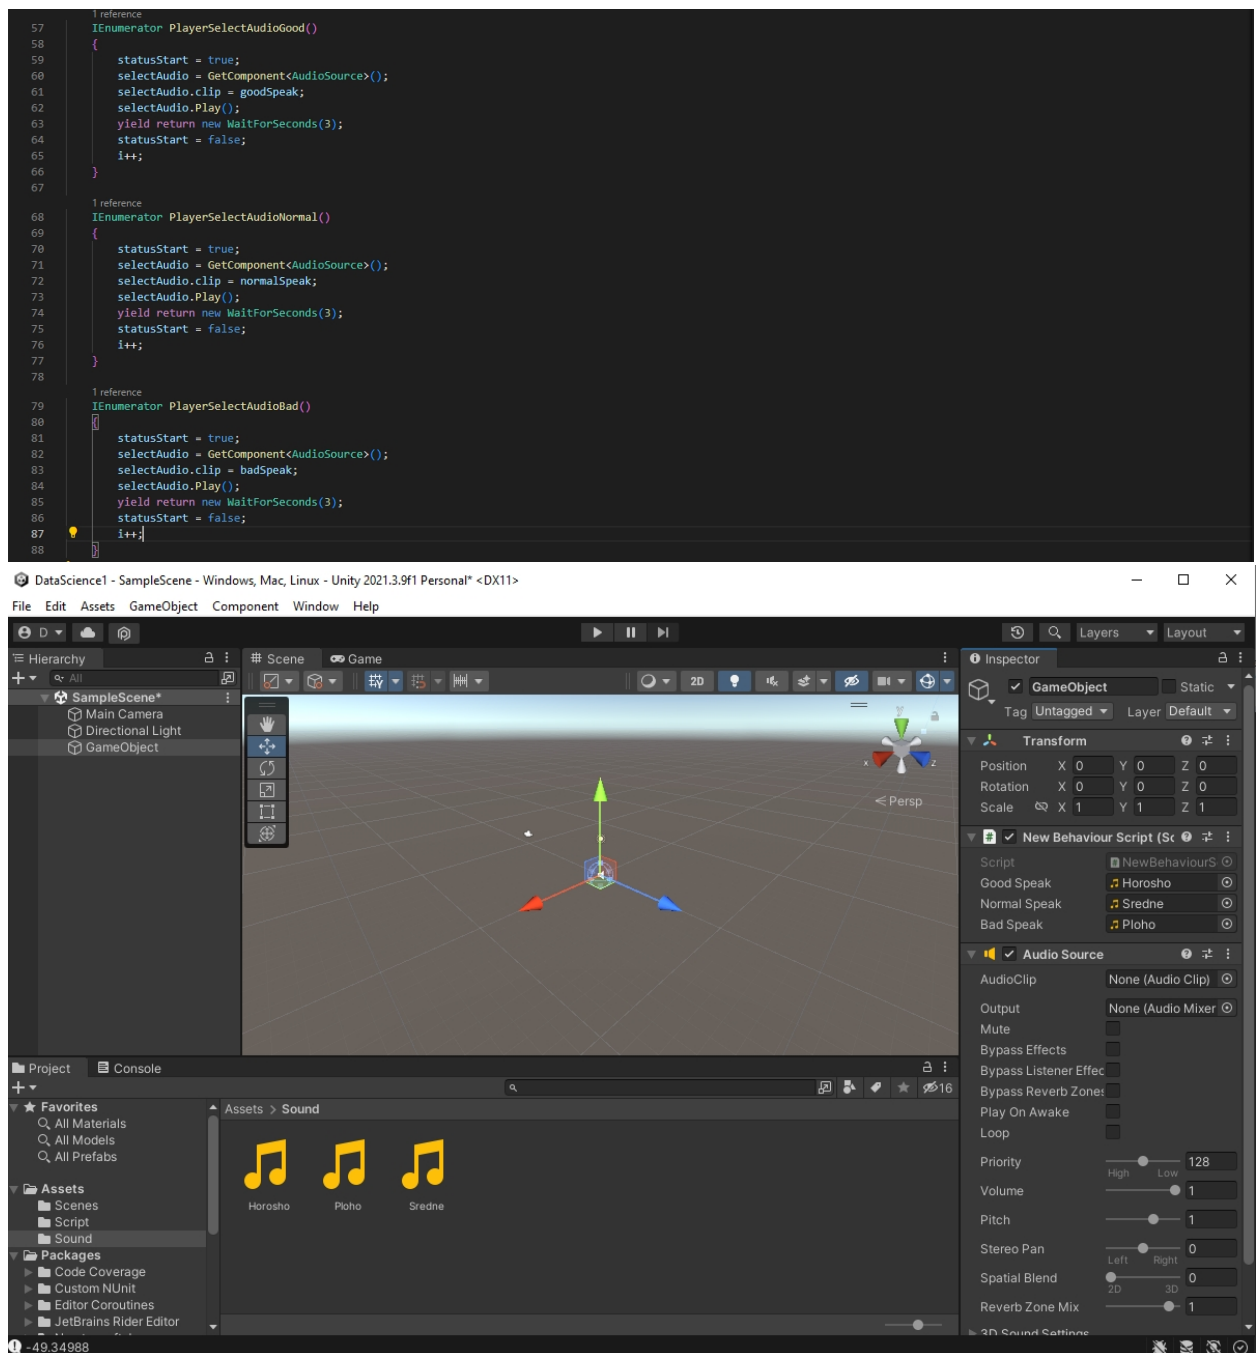 1 reference
57 IEnumerator PlayerSelectAudioGood()
58 {
59 statusStart = true;
60 selectAudio = GetComponent<AudioSource>();
61 selectAudio.clip = goodSpeak;
62 selectAudio.Play();
63 yield return new WaitForSeconds(3);
64 statusStart = false;
65 i++;
66 }
67
1 reference
68 IEnumerator PlayerSelectAudioNormal()
69 {
70 statusStart = true;
71 selectAudio = GetComponent<AudioSource>();
72 selectAudio.clip = normalSpeak;
73 selectAudio.Play();
74 yield return new WaitForSeconds(3);
75 statusStart = false;
76 i++;
77 }
78
1 reference
79 IEnumerator PlayerSelectAudioBad()
80 {
81 statusStart = true;
82 selectAudio = GetComponent<AudioSource>();
83 selectAudio.clip = badSpeak;
84 selectAudio.Play();
85 yield return new WaitForSeconds(3);
86 statusStart = false;
87 i++;
88 }
DataScience1 - SampleScene - Windows, Mac, Linux - Unity 2021.3.9f1 Personal* <DX11>
File Edit Assets GameObject Component Window Help
D Layers Layout
Hierarchy
All
SampleScene*
Main Camera
Directional Light
GameObject
# Scene Game
2D
y
x z
Persp
Inspector
GameObject Static
Tag Untagged Layer Default
Transform
Position X 0 Y 0 Z 0
Rotation X 0 Y 0 Z 0
Scale X 1 Y 1 Z 1
# New Behaviour Script (Sc
Script NewBehaviourS
Good Speak Horosho
Normal Speak Sredne
Bad Speak Ploho
Audio Source
AudioClip None (Audio Clip)
Output None (Audio Mixer
Mute
Bypass Effects
Bypass Listener Effec
Bypass Reverb Zones
Play On Awake
Loop
Priority 128
High Low
Volume 1
Pitch 1
Stereo Pan 0
Left Right
Spatial Blend 0
2D 3D
Reverb Zone Mix 1
3D Sound Settings
Project Console
16
Favorites
All Materials
All Models
All Prefabs
Assets
Scenes
Script
Sound
Packages
Code Coverage
Custom NUnit
Editor Coroutines
JetBrains Rider Editor
Assets > Sound
Horosho Ploho Sredne
-49.34988